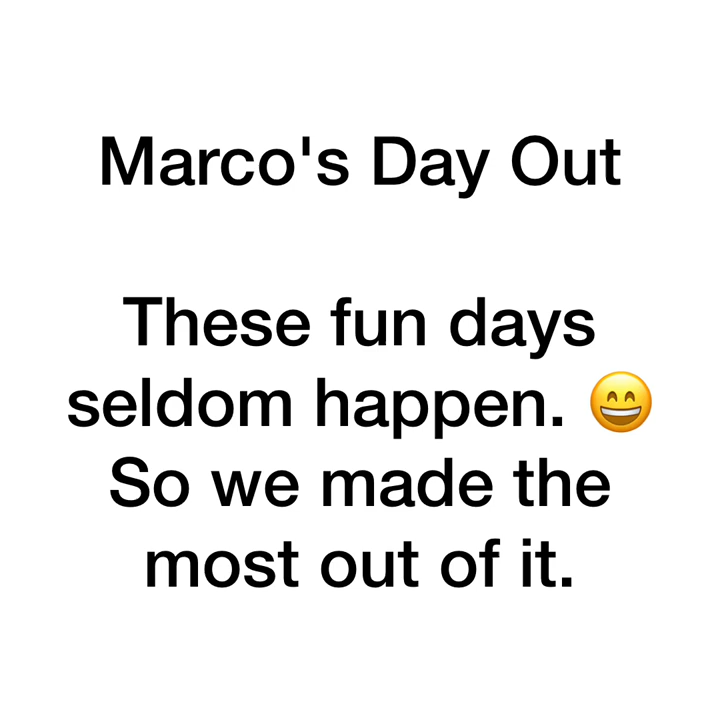 Marco's Day Out
These fun days
seldom happen. 😄
So we made the
most out of it.